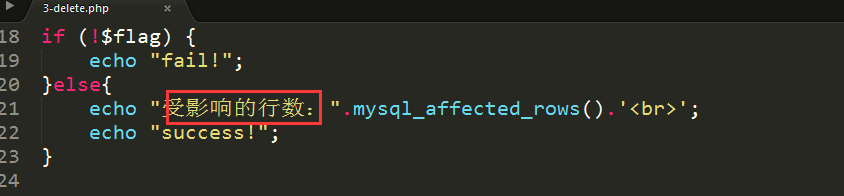 3-delete.php ×
18 if (!$flag) {
19 echo "fail!";
20 }else{
21 echo "受影响的行数： ".mysql_affected_rows().'<br>';
22 echo "success!";
23 }
24